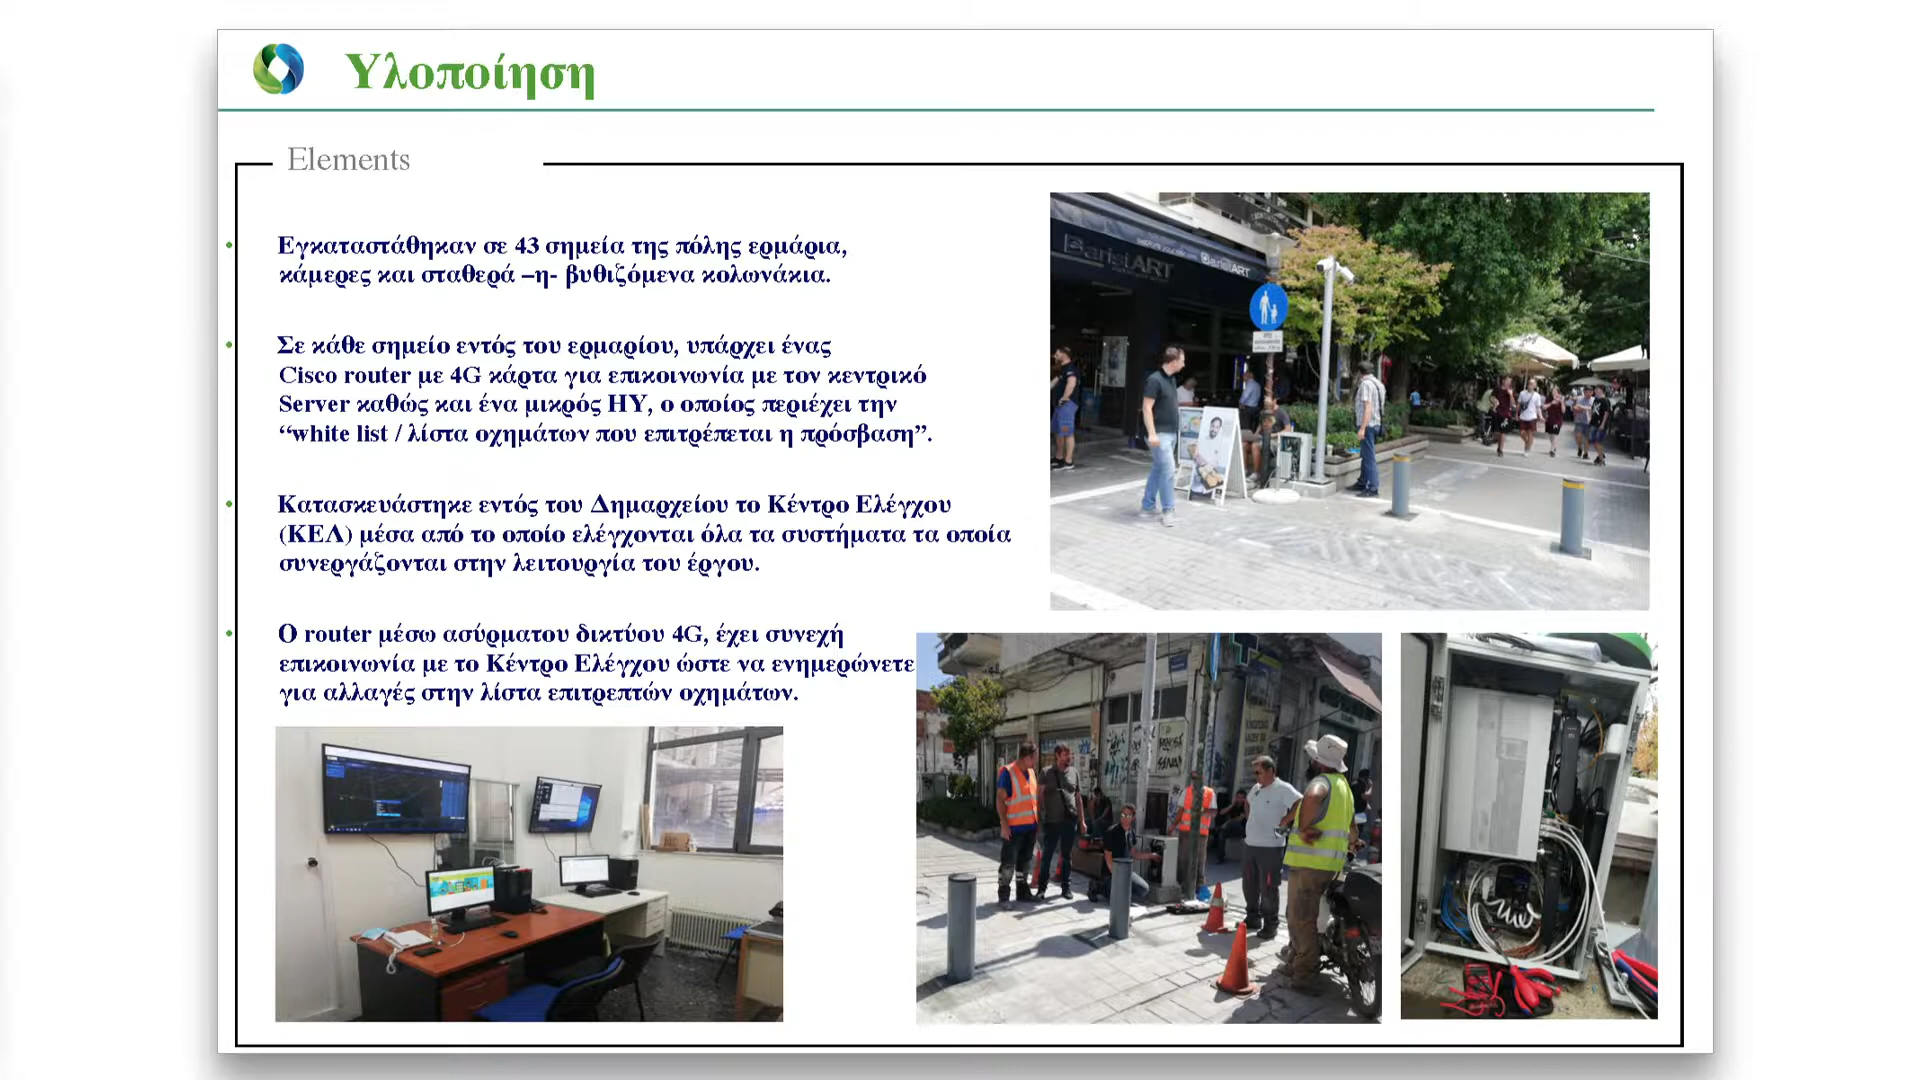 Υλοποίηση
Elements
Εγκαταστάθηκαν σε 43 σημεία της πόλης ερμάρια,
κάμερες και σταθερά –η- βυθιζόμενα κολωνάκια.
Σε κάθε σημείο εντός του ερμαρίου, υπάρχει ένας
Cisco router με 4G κάρτα για επικοινωνία με τον κεντρικό
Server καθώς και ένα μικρός ΗΥ, ο οποίος περιέχει την
“white list / λίστα οχημάτων που επιτρέπεται η πρόσβαση”.
Κατασκευάστηκε εντός του Δημαρχείου το Κέντρο Ελέγχου
(ΚΕΛ) μέσα από το οποίο ελέγχονται όλα τα συστήματα τα οποία
συνεργάζονται στην λειτουργία του έργου.
Ο router μέσω ασύρματου δικτύου 4G, έχει συνεχή
επικοινωνία με το Κέντρο Ελέγχου ώστε να ενημερώνετε
για αλλαγές στην λίστα επιτρεπτών οχημάτων.
BarisiART
BarisiART